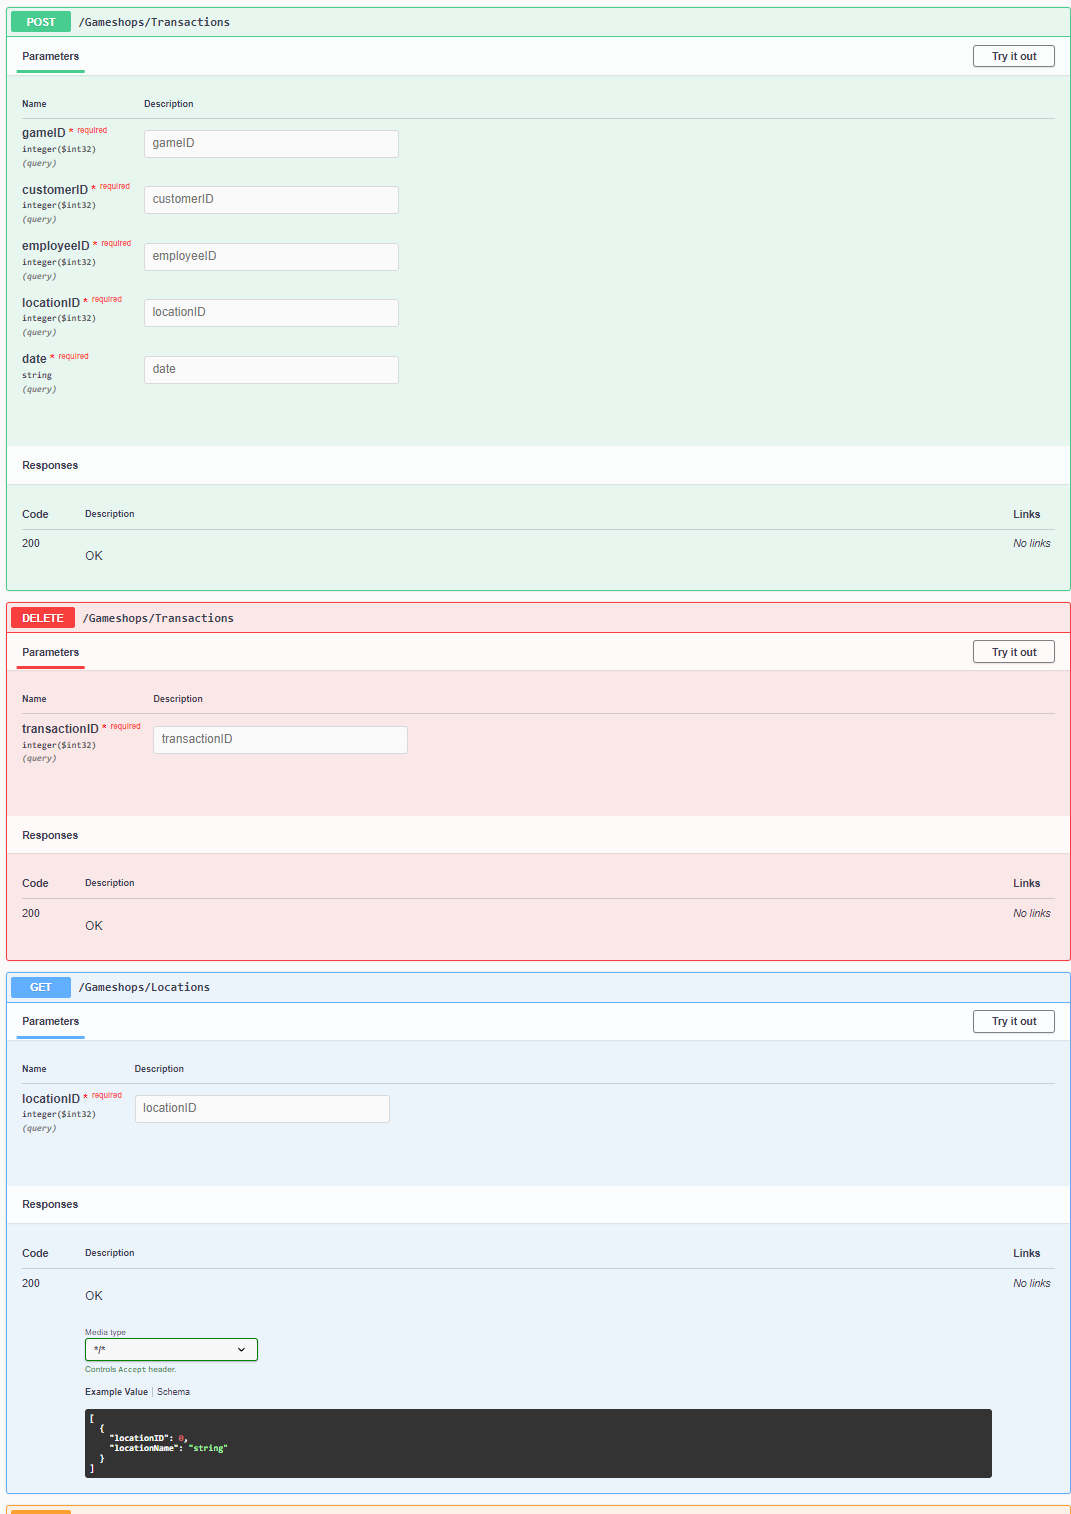 POST /Gameshops/Transactions
Parameters
Try it out
Name Description
gameID * required
integer($int32)
(query)
gameID
customerID * required
integer($int32)
(query)
customerID
employeeID * required
integer($int32)
(query)
employeeID
locationID * required
integer($int32)
(query)
locationID
date * required
string
(query)
date
Responses
Code Description Links
200 No links
OK
DELETE /Gameshops/Transactions
Parameters
Try it out
Name Description
transactionID * required
integer($int32)
(query)
transactionID
Responses
Code Description Links
200 No links
OK
GET /Gameshops/Locations
Parameters
Try it out
Name Description
locationID * required
integer($int32)
(query)
locationID
Responses
Code Description Links
200 No links
OK
Media type
*/*
Controls Accept header.
Example Value | Schema
[
{
"locationID": 0,
"locationName": "string"
}
]